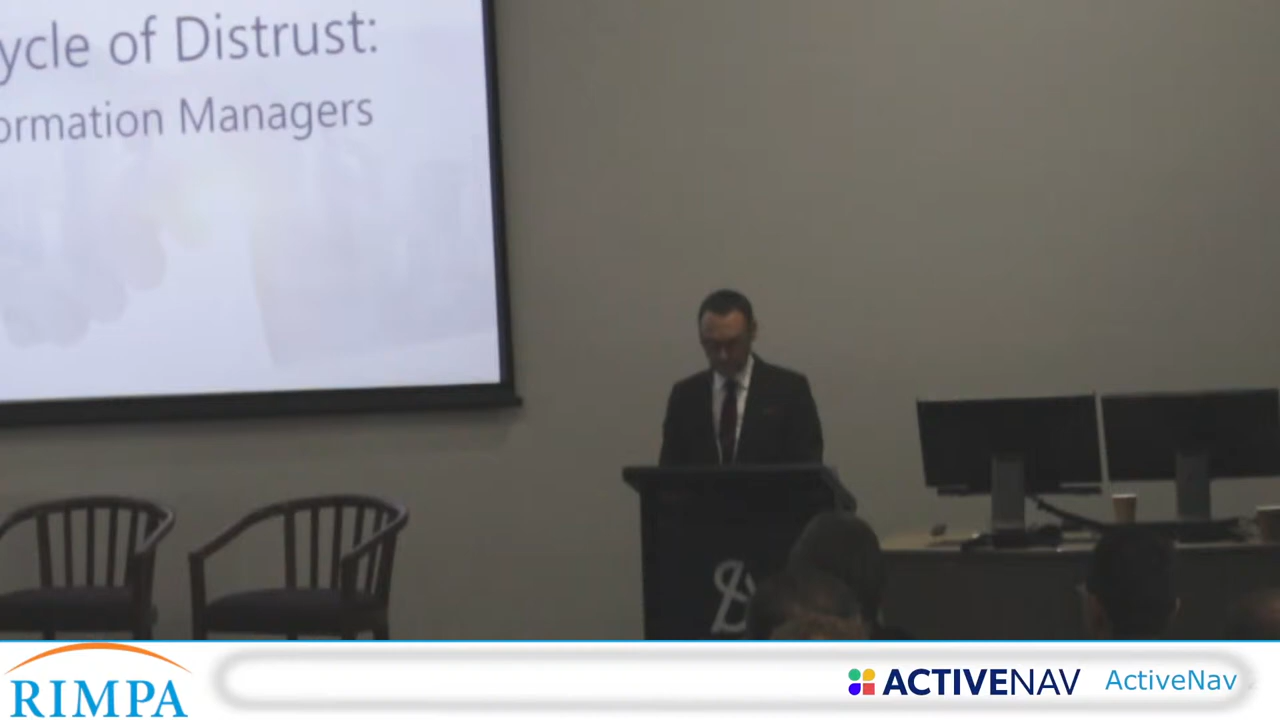 ycle of Distrust:
ormation Managers
RIMPA
ACTIVENAV ActiveNav